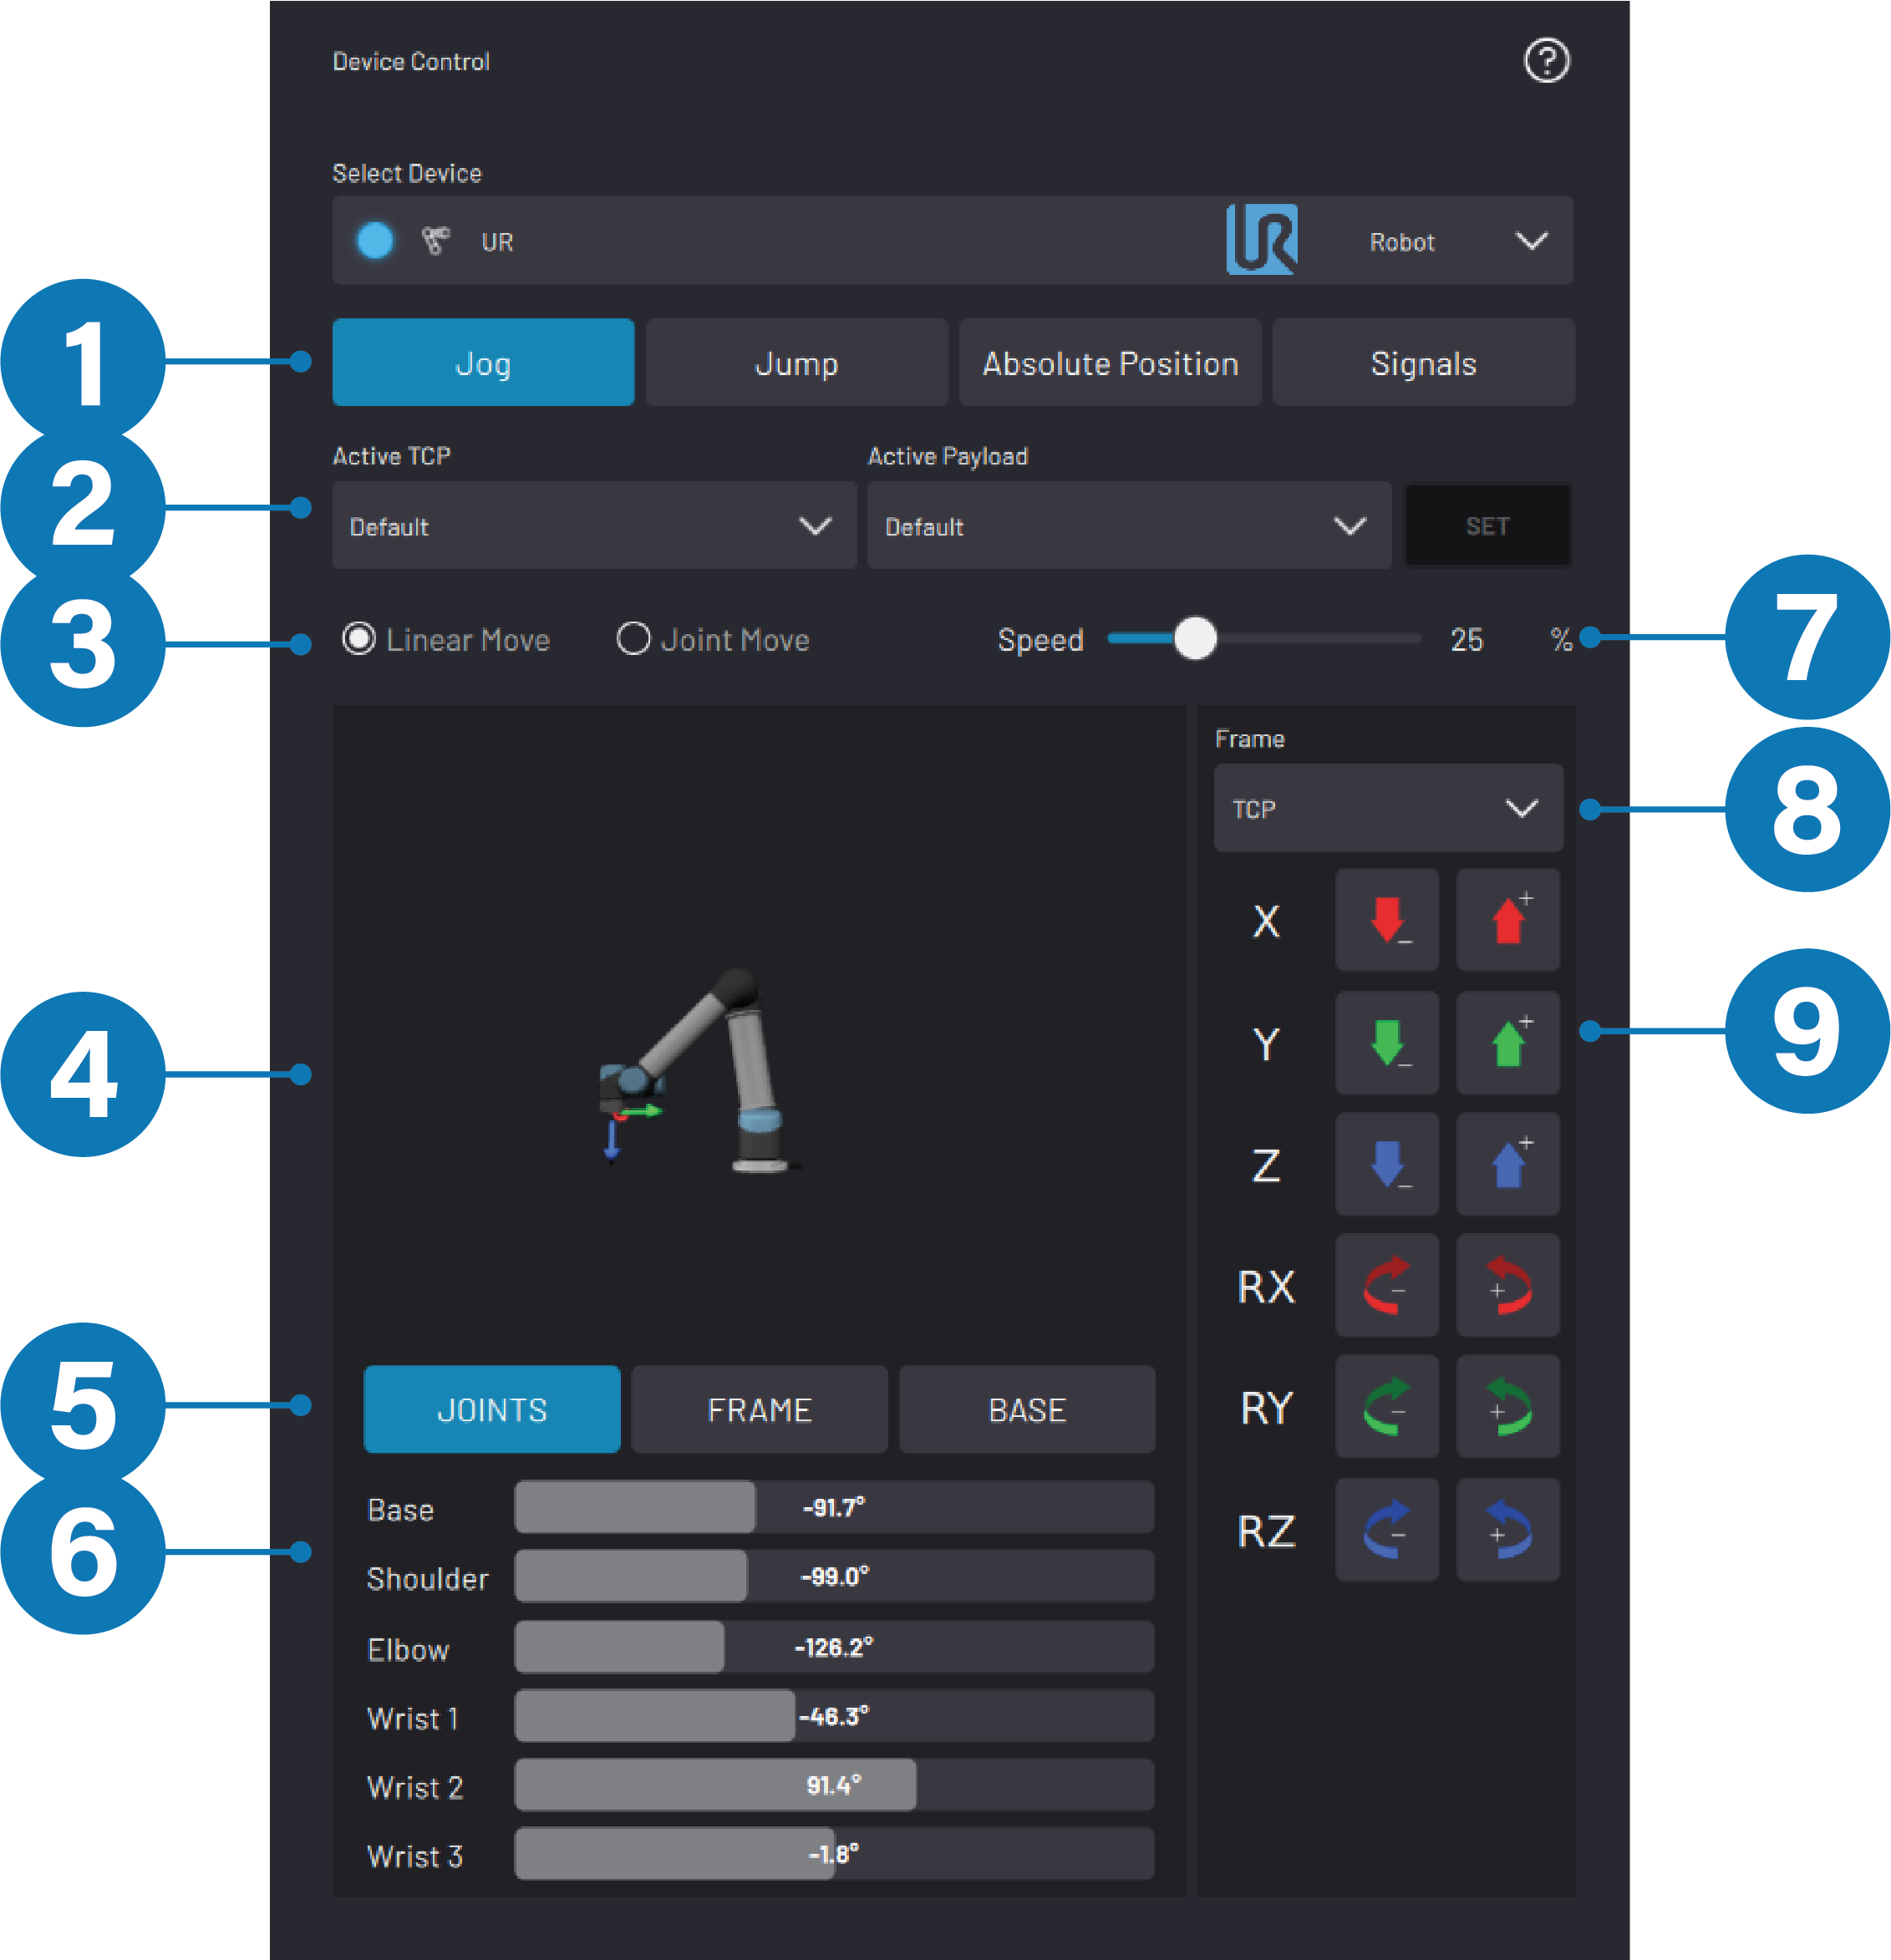 Device Control
?
Select Device
UR UR Robot
1 Jog Jump Absolute Position Signals
Active TCP Active Payload
2 Default Default SET
3 Linear Move Joint Move Speed 25 % 7
Frame
TCP 8
X − +
Y − + 9
4
Z − +
RX − +
5 JOINTS FRAME BASE RY − +
Base -91.7°
RZ − +
6
Shoulder -99.0°
Elbow -126.2°
Wrist 1 -46.3°
Wrist 2 91.4°
Wrist 3 -1.8°